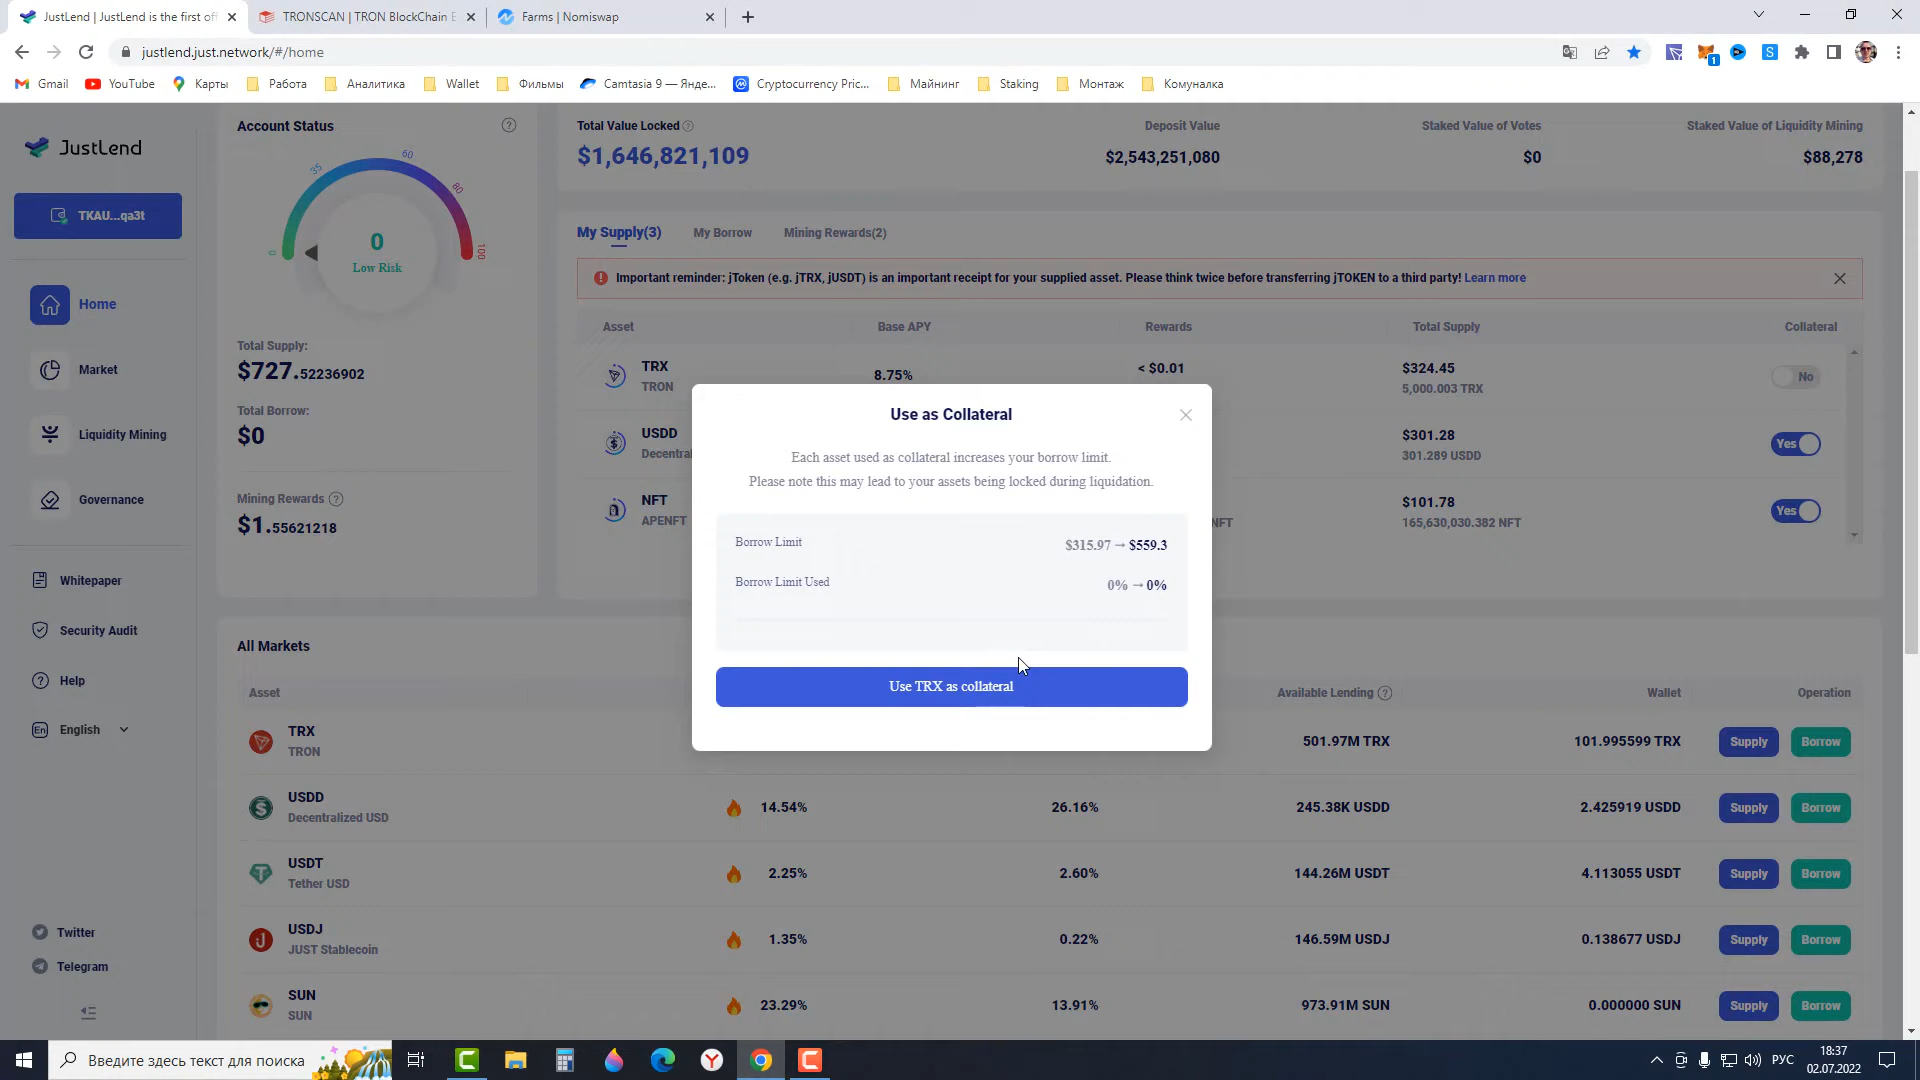 JustLend | JustLend is the first off
TRONSCAN | TRON BlockChain E
Farms | Nomiswap
justlend.just.network/#/home
1
Gmail
YouTube
Карты
Работа
Аналитика
Wallet
Фильмы
Camtasia 9 — Янде...
Cryptocurrency Pric...
Майнинг
Staking
Монтаж
Комуналка
JustLend
TKAU...qa3t
Home
Market
Liquidity Mining
Governance
Whitepaper
Security Audit
Help
En English
Twitter
Telegram
Account Status ?
0 35 60 80 100
0
Low Risk
Total Supply:
$727.52236902
Total Borrow:
$0
Mining Rewards ?
$1.55621218
Total Value Locked ?
$1,646,821,109
Deposit Value
$2,543,251,080
Staked Value of Votes
$0
Staked Value of Liquidity Mining
$88,278
My Supply(3) My Borrow Mining Rewards(2)
Important reminder: jToken (e.g. jTRX, jUSDT) is an important receipt for your supplied asset. Please think twice before transferring jTOKEN to a third party! Learn more
Asset Base APY Rewards Total Supply Collateral
TRX
TRON
8.75%
< $0.01
$324.45
5,000.003 TRX
No
USDD
Decentral
$301.28
301.289 USDD
Yes
NFT
APENFT
NFT
$101.78
165,630,030.382 NFT
Yes
Use as Collateral
Each asset used as collateral increases your borrow limit.
Please note this may lead to your assets being locked during liquidation.
Borrow Limit $315.97 → $559.3
Borrow Limit Used 0% → 0%
Use TRX as collateral
All Markets
Asset Available Lending ? Wallet Operation
TRX
TRON
501.97M TRX 101.995599 TRX Supply Borrow
USDD
Decentralized USD
14.54% 26.16% 245.38K USDD 2.425919 USDD Supply Borrow
USDT
Tether USD
2.25% 2.60% 144.26M USDT 4.113055 USDT Supply Borrow
USDJ
JUST Stablecoin
1.35% 0.22% 146.59M USDJ 0.138677 USDJ Supply Borrow
SUN
SUN
23.29% 13.91% 973.91M SUN 0.000000 SUN Supply Borrow
Введите здесь текст для поиска
РУС
18:37
02.07.2022